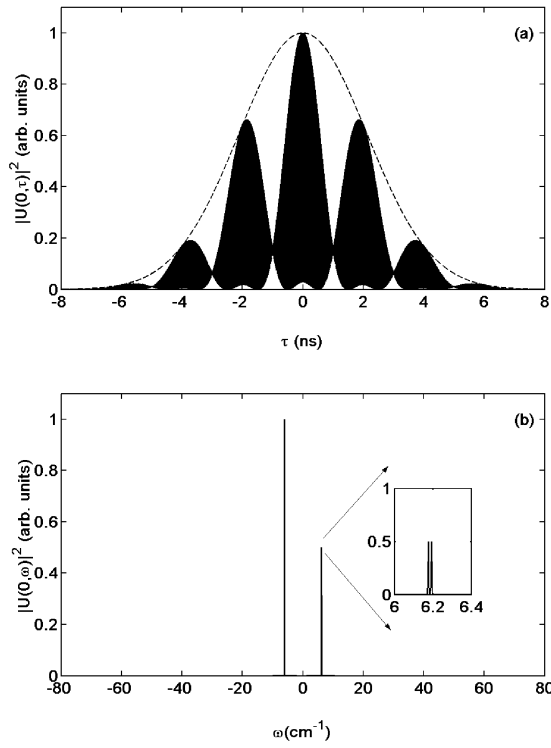 (a)
|U(0,τ)|² (arb. units)
1
0.8
0.6
0.4
0.2
0
-8 -6 -4 -2 0 2 4 6 8
τ (ns)
(b)
|U(0,ω)|² (arb. units)
1
0.8
0.6
0.4
0.2
0
1
0.5
0
6 6.2 6.4
-80 -60 -40 -20 0 20 40 60 80
ω(cm⁻¹)